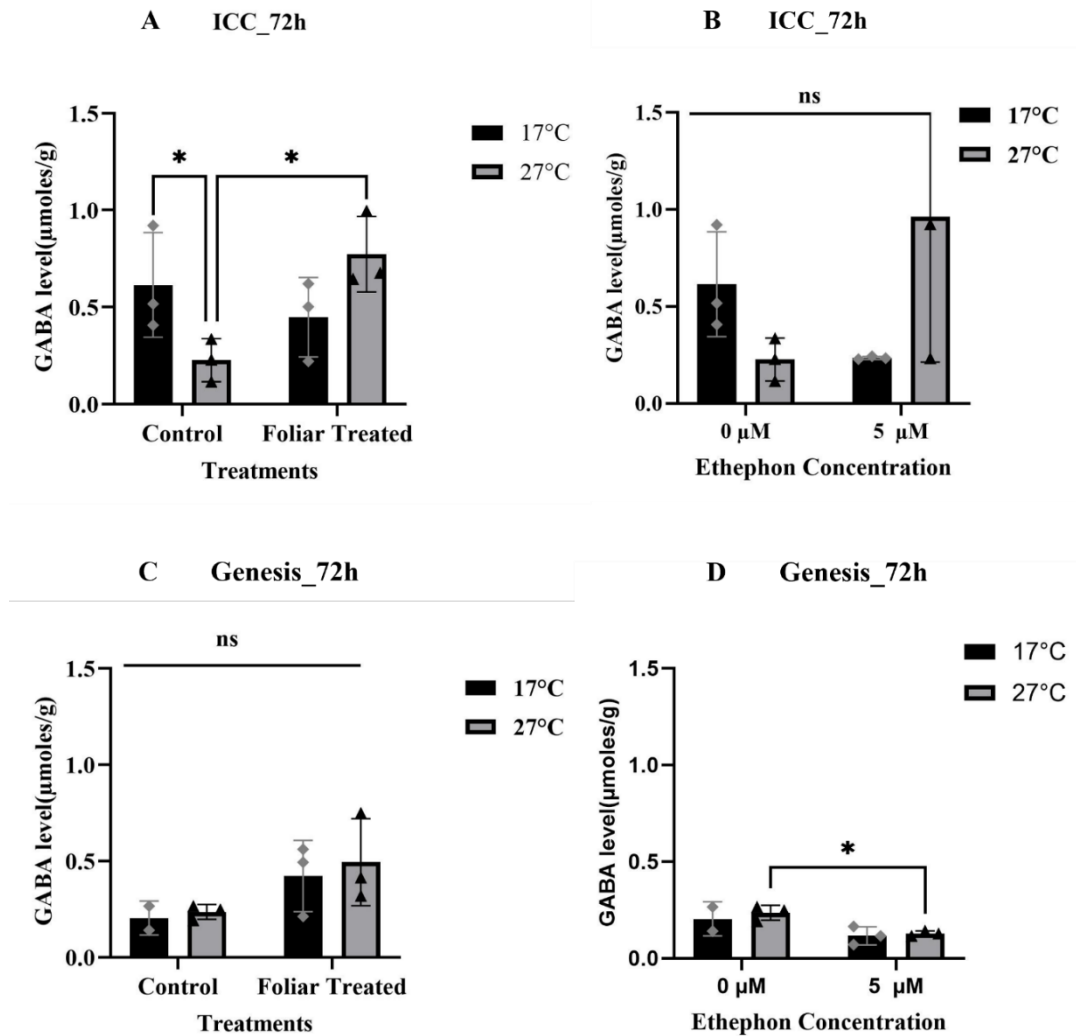 A ICC_72h
GABA level(µmoles/g)
1.5
1.0
0.5
0.0
*
*
17°C
27°C
Control Foliar Treated
Treatments
B ICC_72h
GABA level(µmoles/g)
1.5
1.0
0.5
0.0
ns
17°C
27°C
0 µM 5 µM
Ethephon Concentration
C Genesis_72h
GABA level(µmoles/g)
1.5
1.0
0.5
0.0
ns
17°C
27°C
Control Foliar Treated
Treatments
D Genesis_72h
GABA level(µmoles/g)
1.5
1.0
0.5
0.0
*
17°C
27°C
0 µM 5 µM
Ethephon Concentration